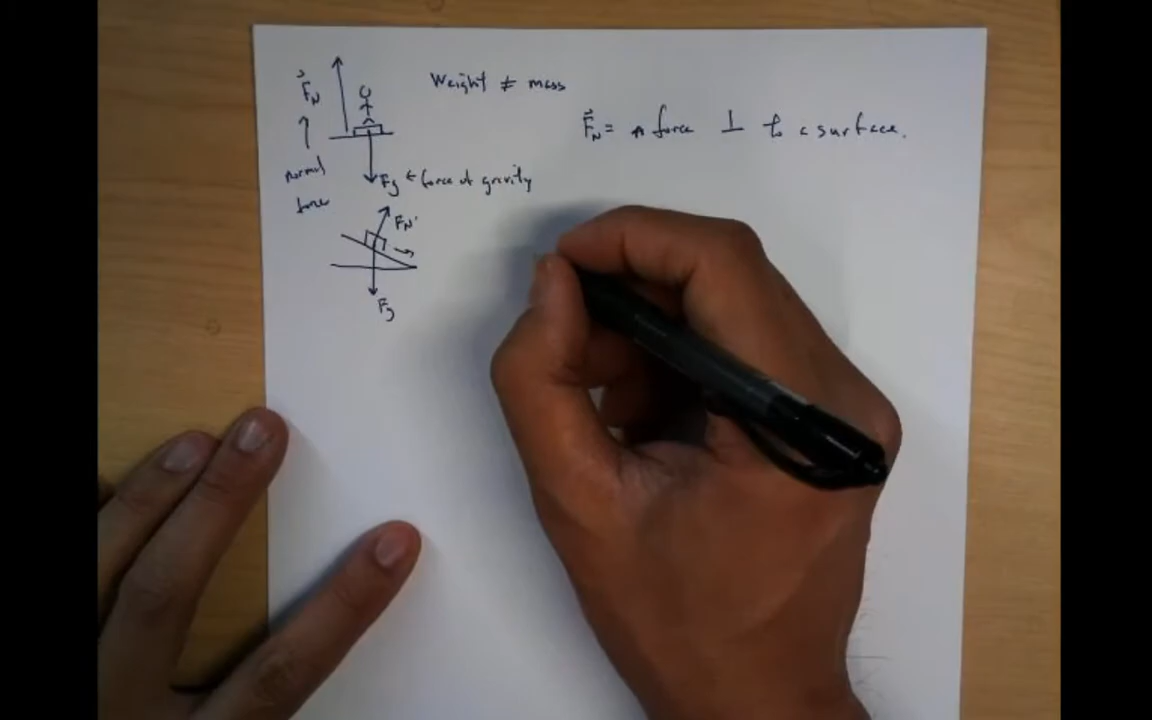 Weight ≠ mass
F⃗N
F⃗N = A force ⊥ to a surface.
normal
force
Fg ← force of gravity
FN'
Fg